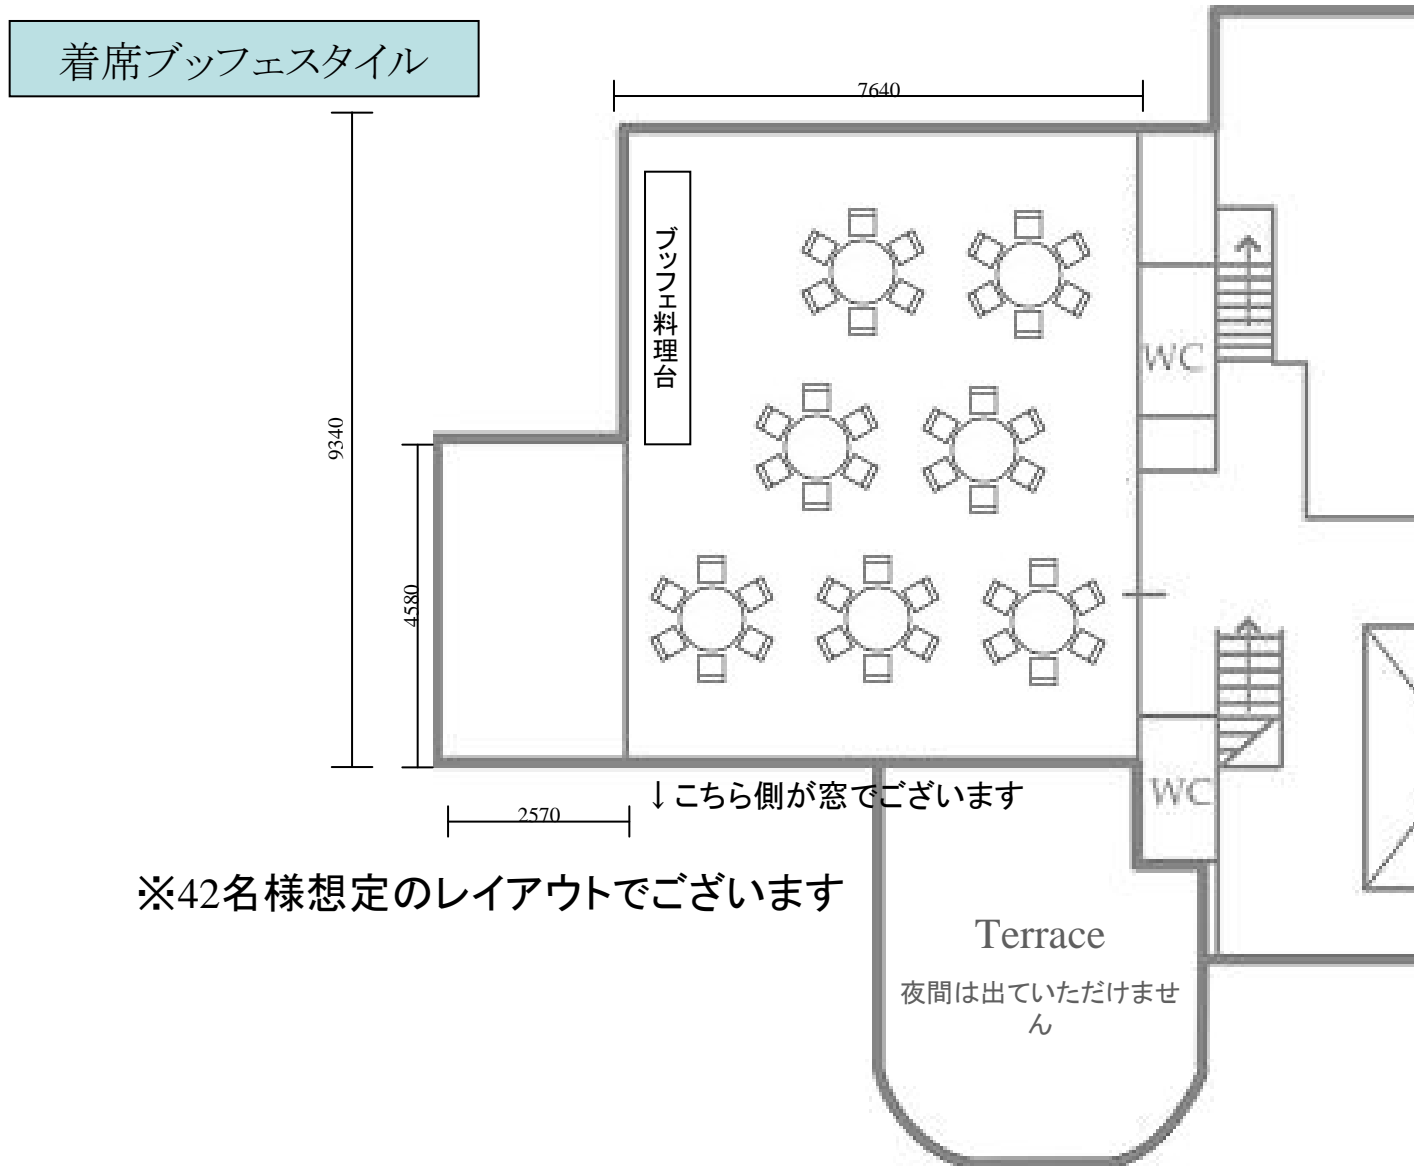 着席ブッフェスタイル
7640
ブッフェ料理台
WC
9340
4580
↓こちら側が窓でございます
WC
2570
※42名様想定のレイアウトでございます
Terrace
夜間は出ていただけませ
ん